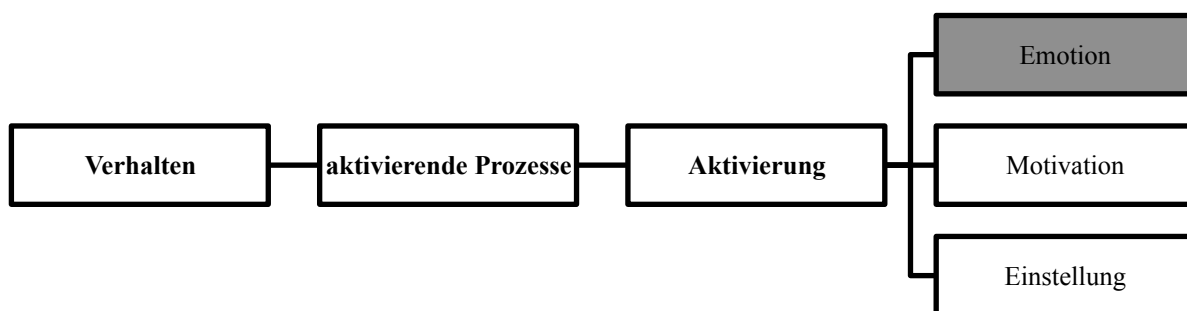 Emotion
Verhalten
aktivierende Prozesse
Aktivierung
Motivation
Einstellung